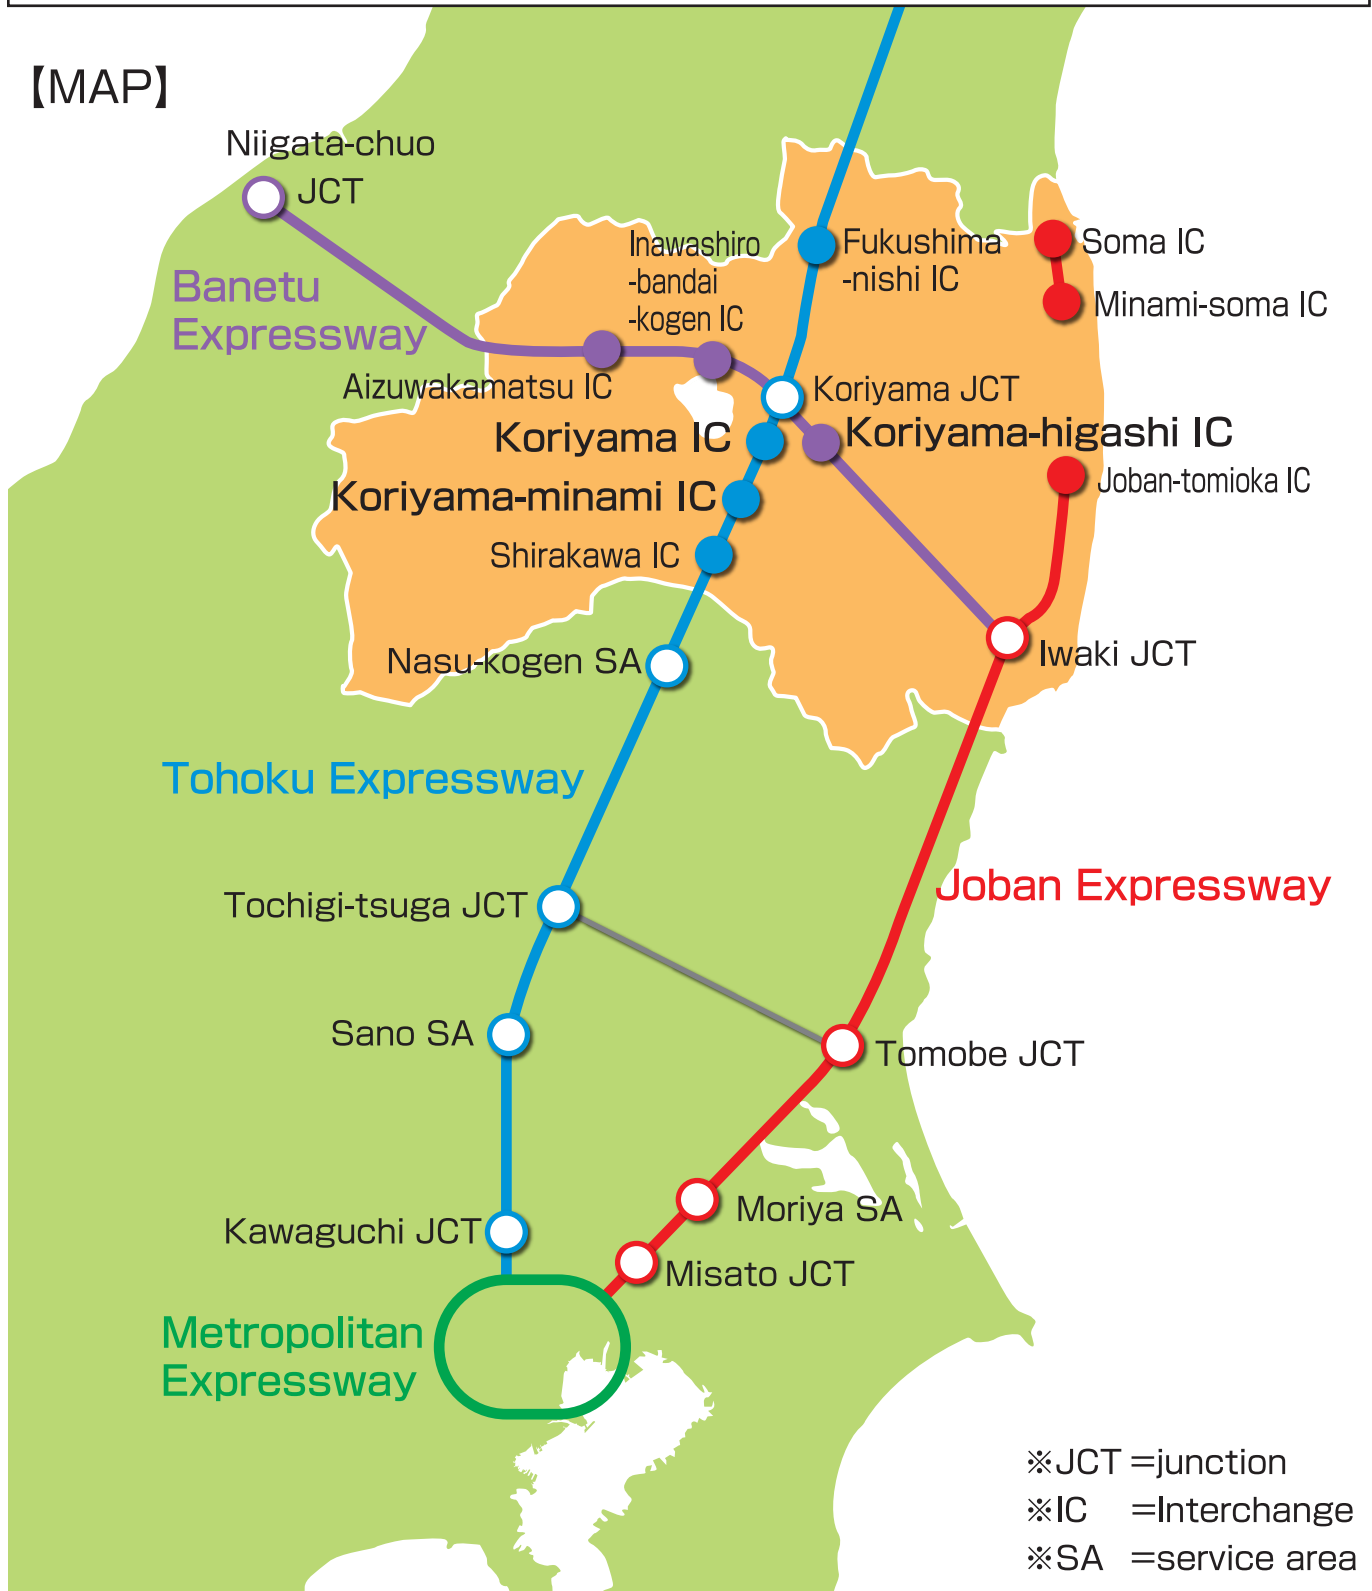 【MAP】
Niigata-chuo
JCT
Banetu
Expressway
Inawashiro
-bandai
-kogen IC
Fukushima
-nishi IC
Soma IC
Minami-soma IC
Aizuwakamatsu IC
Koriyama JCT
Koriyama IC
Koriyama-higashi IC
Joban-tomioka IC
Koriyama-minami IC
Shirakawa IC
Nasu-kogen SA
Iwaki JCT
Tohoku Expressway
Joban Expressway
Tochigi-tsuga JCT
Sano SA
Tomobe JCT
Moriya SA
Kawaguchi JCT
Misato JCT
Metropolitan
Expressway
※JCT =junction
※IC =Interchange
※SA =service area